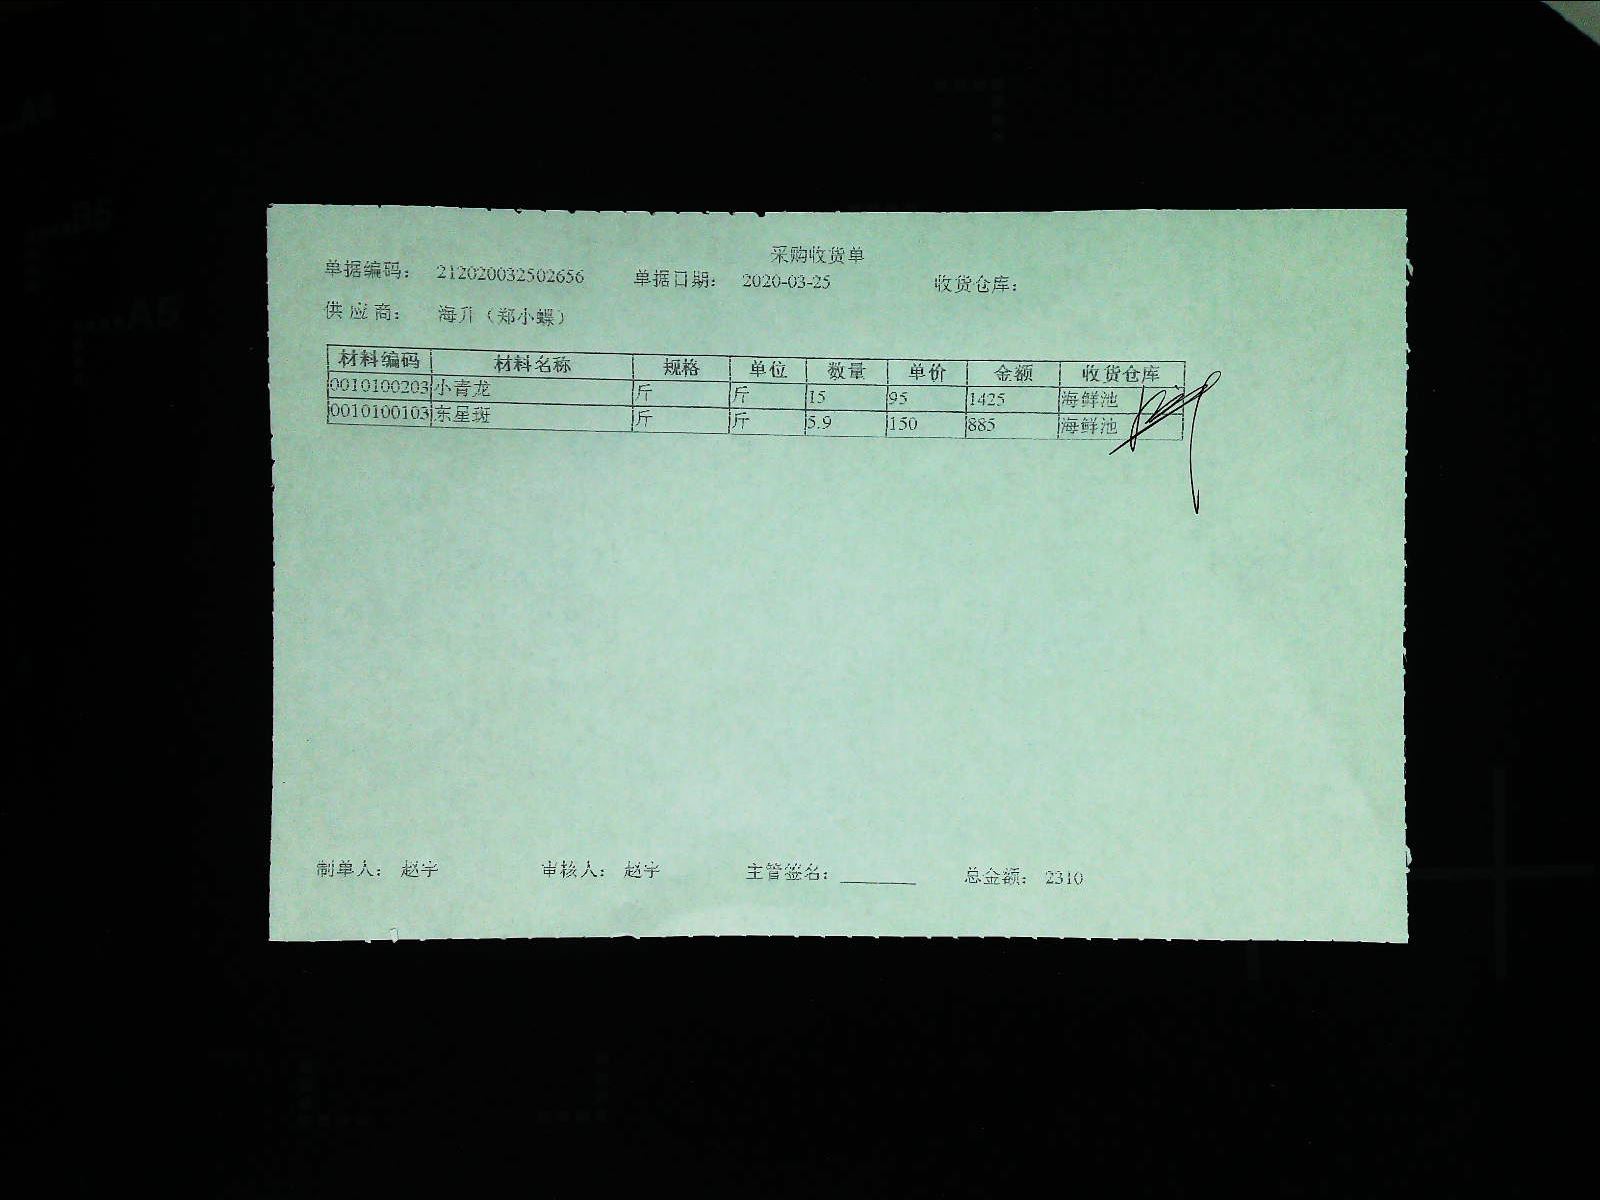 采购收货单
单据编码： 212020032502656 单据日期： 2020-03-25 收货仓库：
供 应 商： 海升（郑小蝶）
材料编码 材料名称 规格 单位 数量 单价 金额 收货仓库
0010100203 小青龙 斤 斤 15 95 1425 海鲜池
0010100103 东星斑 斤 斤 5.9 150 885 海鲜池
制单人： 赵宇 审核人： 赵宇 主管签名： ________ 总金额： 2310